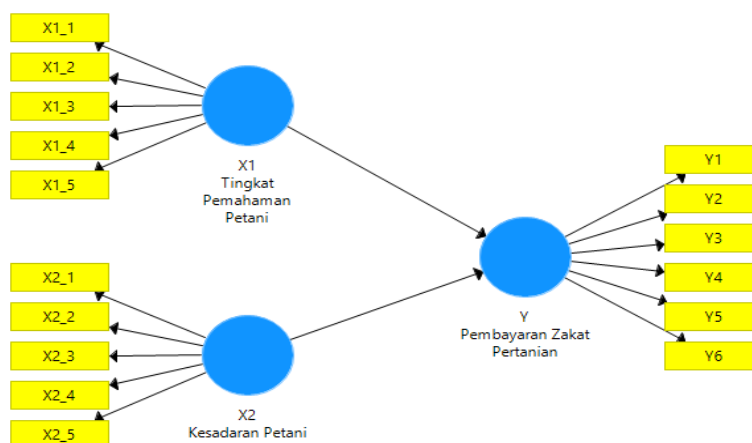 X1_1
X1_2
X1_3
X1_4
X1_5
X1
Tingkat
Pemahaman
Petani
X2_1
X2_2
X2_3
X2_4
X2_5
X2
Kesadaran Petani
Y
Pembayaran Zakat
Pertanian
Y1
Y2
Y3
Y4
Y5
Y6